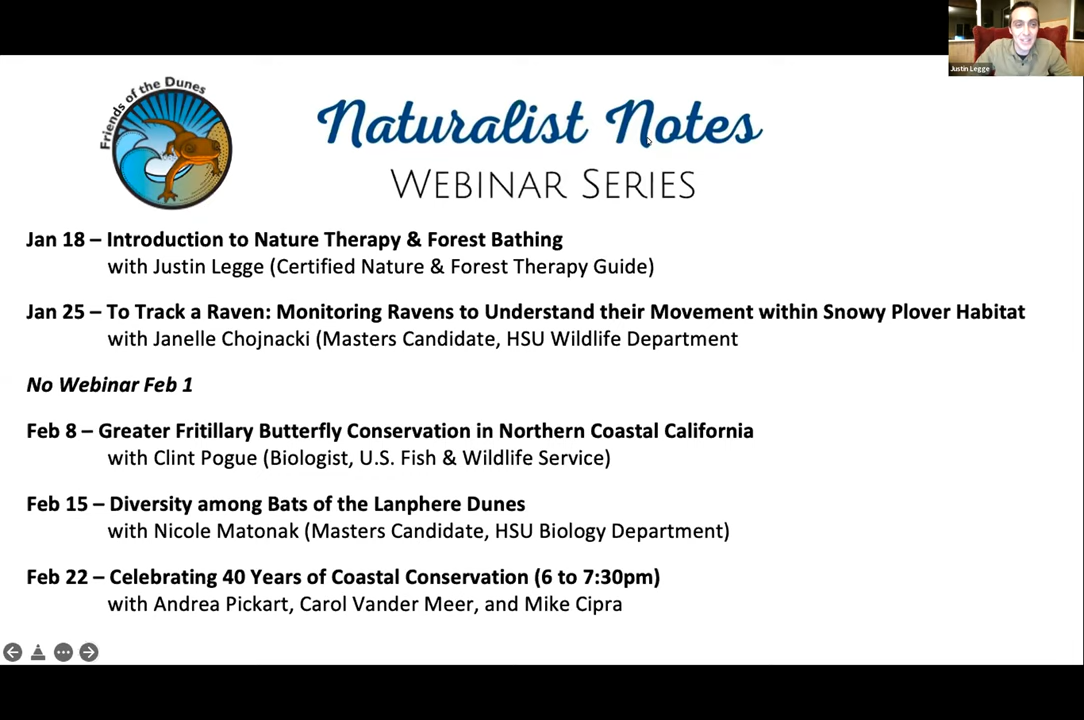 Justin Legge
Friends of the Dunes
Naturalist Notes
WEBINAR SERIES
Jan 18 – Introduction to Nature Therapy & Forest Bathing
with Justin Legge (Certified Nature & Forest Therapy Guide)
Jan 25 – To Track a Raven: Monitoring Ravens to Understand their Movement within Snowy Plover Habitat
with Janelle Chojnacki (Masters Candidate, HSU Wildlife Department
No Webinar Feb 1
Feb 8 – Greater Fritillary Butterfly Conservation in Northern Coastal California
with Clint Pogue (Biologist, U.S. Fish & Wildlife Service)
Feb 15 – Diversity among Bats of the Lanphere Dunes
with Nicole Matonak (Masters Candidate, HSU Biology Department)
Feb 22 – Celebrating 40 Years of Coastal Conservation (6 to 7:30pm)
with Andrea Pickart, Carol Vander Meer, and Mike Cipra